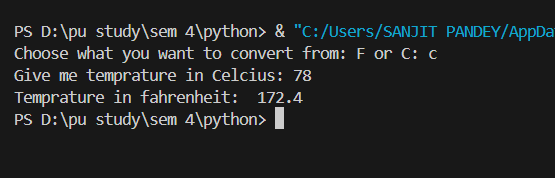 PS D:\pu study\sem 4\python> & "C:/Users/SANJIT PANDEY/AppDa
Choose what you want to convert from: F or C: c
Give me temprature in Celcius: 78
Temprature in fahrenheit:  172.4
PS D:\pu study\sem 4\python>